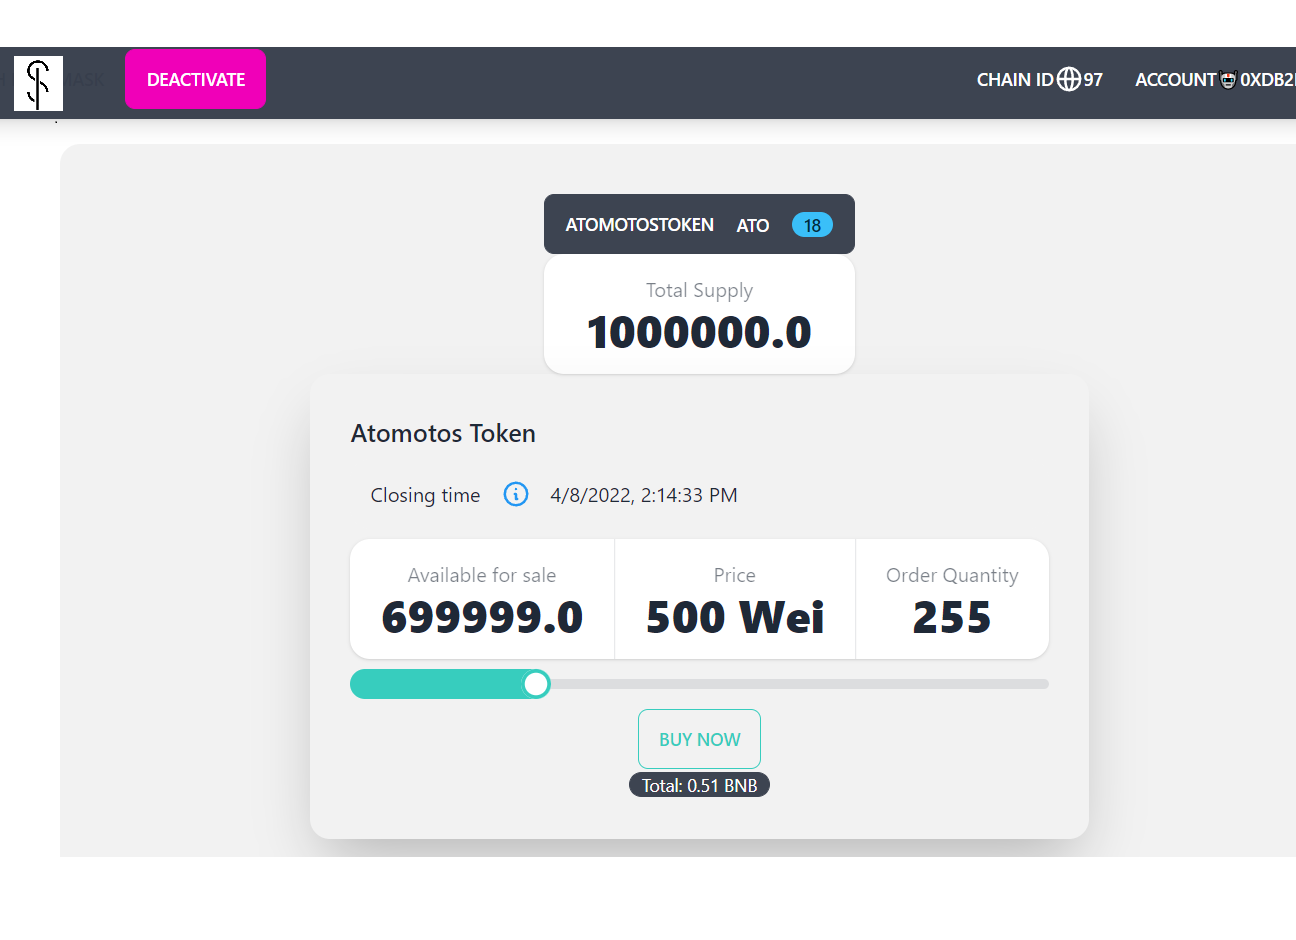 DEACTIVATE
CHAIN ID 97 ACCOUNT 0XDB2
ATOMOTOSTOKEN ATO 18
Total Supply
1000000.0
Atomotos Token
Closing time 4/8/2022, 2:14:33 PM
Available for sale Price Order Quantity
699999.0 500 Wei 255
BUY NOW
Total: 0.51 BNB